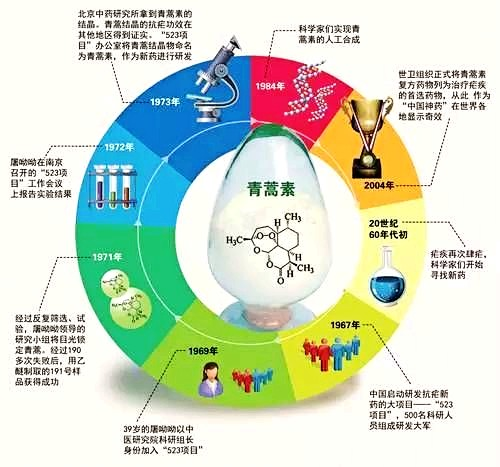 北京中药研究所拿到青蒿素的
结晶。青蒿结晶的抗疟功效在
其他地区得到证实。“523项
目”办公室将青蒿结晶物命名
为青蒿素，作为新药进行研发
1973年
科学家们实现青
蒿素的人工合成
1984年
世卫组织正式将青蒿素
复方药物列为治疗疟疾
的首选药物，从此 作为
“中国神药”在世界各
地显示奇效
2004年
屠呦呦在南京
召开的“523项
目”工作会议
上报告实验结果
1972年
青蒿素
CH₃
H
H₃C
O
O
O
H
O
H
CH₃
O
20世纪
60年代初
疟疾再次肆疟，
科学家们开始
寻找新药
1971年
经过反复筛选、试
验，屠呦呦领导的
研究小组将目光锁
定青蒿。经过190
多次失败后，用乙
醚制取的191号样
品获得成功
1969年
39岁的屠呦呦以中
医研究院科研组长
身份加入“523项目”
1967年
中国启动研发抗疟新
药的大项目——“523
项目”，500名科研人
员组成研发大军